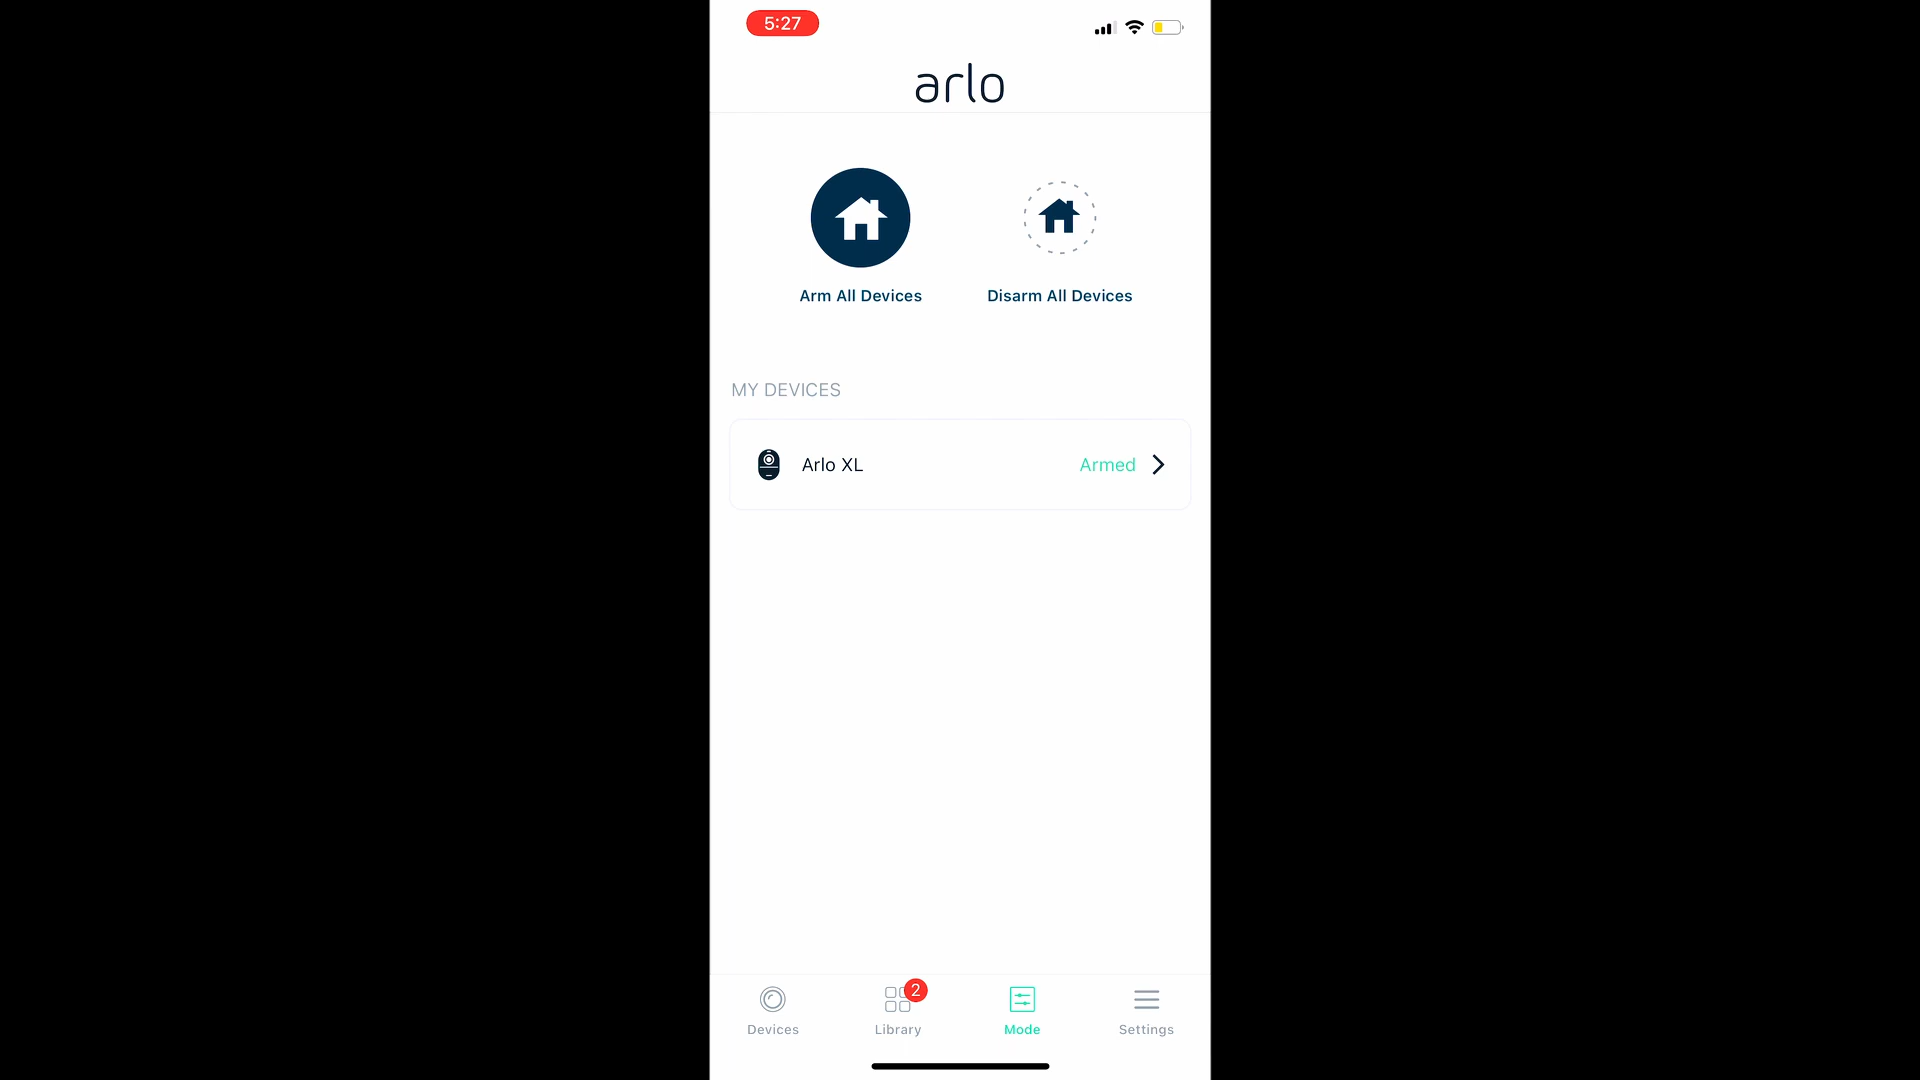 5:27
arlo
Arm All Devices
Disarm All Devices
MY DEVICES
Arlo XL
Armed
2
Devices
Library
Mode
Settings